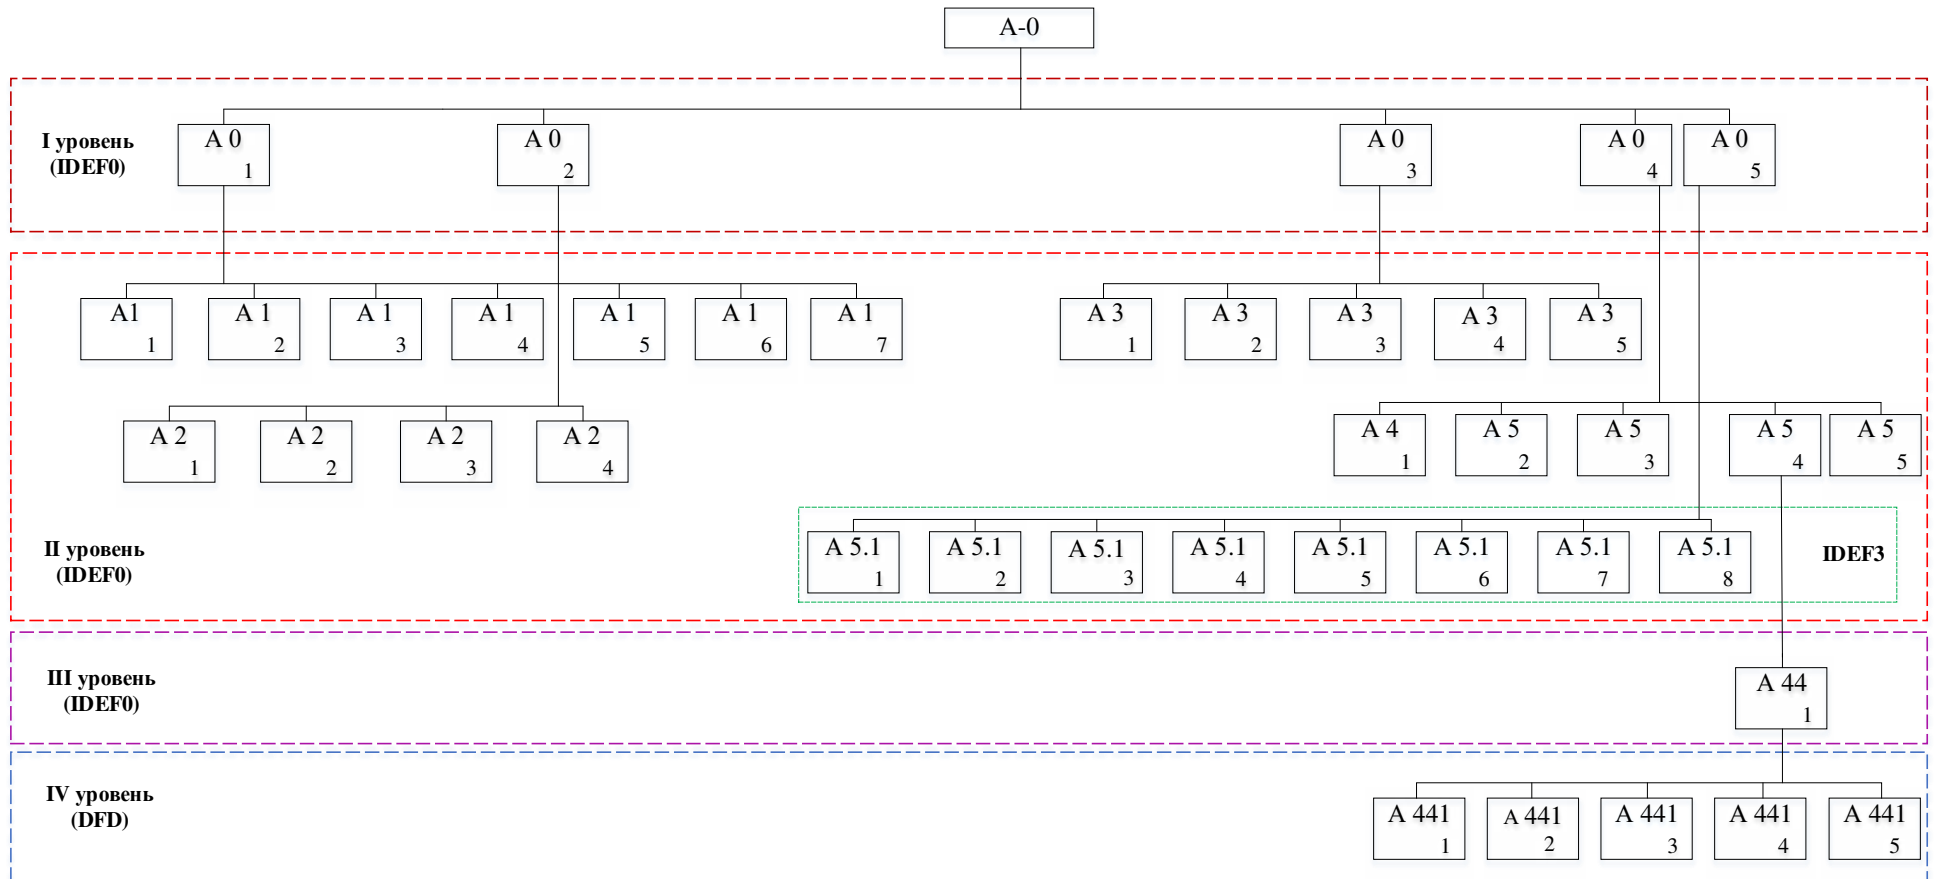 A-0
I уровень
(IDEF0)
A 0
1
A 0
2
A 0
3
A 0
4
A 0
5
A1
1
A 1
2
A 1
3
A 1
4
A 1
5
A 1
6
A 1
7
A 3
1
A 3
2
A 3
3
A 3
4
A 3
5
A 2
1
A 2
2
A 2
3
A 2
4
A 4
1
A 5
2
A 5
3
A 5
4
A 5
5
II уровень
(IDEF0)
A 5.1
1
A 5.1
2
A 5.1
3
A 5.1
4
A 5.1
5
A 5.1
6
A 5.1
7
A 5.1
8
IDEF3
III уровень
(IDEF0)
A 44
1
IV уровень
(DFD)
A 441
1
A 441
2
A 441
3
A 441
4
A 441
5